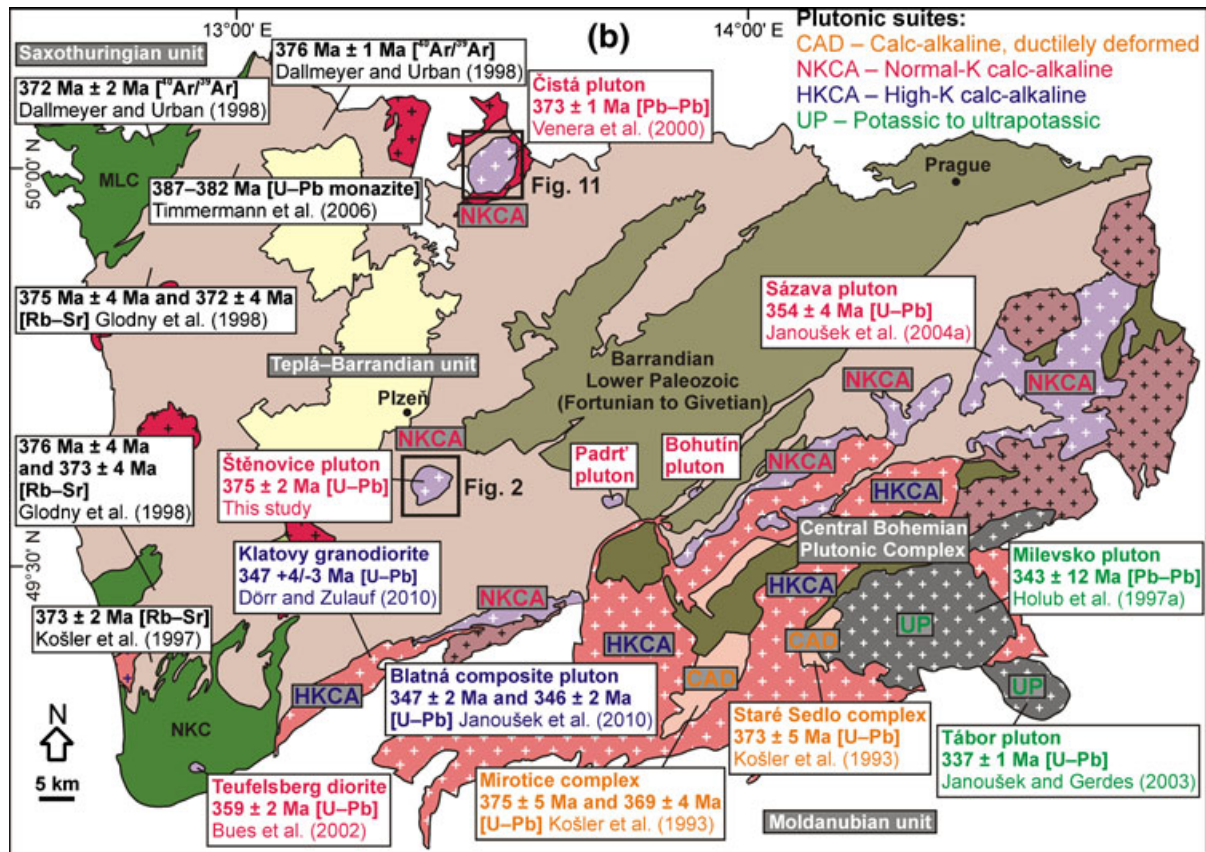 13°00' E
14°00' E
(b)
Plutonic suites:
CAD – Calc-alkaline, ductilely deformed
NKCA – Normal-K calc-alkaline
HKCA – High-K calc-alkaline
UP – Potassic to ultrapotassic
Saxothuringian unit
376 Ma ± 1 Ma [⁴⁰Ar/³⁹Ar]
Dallmeyer and Urban (1998)
372 Ma ± 2 Ma [⁴⁰Ar/³⁹Ar]
Dallmeyer and Urban (1998)
Čistá pluton
373 ± 1 Ma [Pb–Pb]
Venera et al. (2000)
50°00' N
MLC
Prague
387–382 Ma [U–Pb monazite]
Timmermann et al. (2006)
Fig. 11
NKCA
375 Ma ± 4 Ma and 372 ± 4 Ma
[Rb–Sr] Glodny et al. (1998)
Sázava pluton
354 ± 4 Ma [U–Pb]
Janoušek et al. (2004a)
Teplá–Barrandian unit
Barrandian
Lower Paleozoic
(Fortunian to Givetian)
NKCA
NKCA
Plzeň
NKCA
376 Ma ± 4 Ma
and 373 ± 4 Ma
[Rb–Sr]
Glodny et al. (1998)
Štěnovice pluton
375 ± 2 Ma [U–Pb]
This study
Fig. 2
Padrť
pluton
Bohutín
pluton
NKCA
HKCA
Central Bohemian
Plutonic Complex
49°30' N
Klatovy granodiorite
347 +4/-3 Ma [U–Pb]
Dörr and Zulauf (2010)
Milevsko pluton
343 ± 12 Ma [Pb–Pb]
Holub et al. (1997a)
HKCA
NKCA
373 ± 2 Ma [Rb–Sr]
Košler et al. (1997)
HKCA
CAD
UP
CAD
HKCA
Blatná composite pluton
347 ± 2 Ma and 346 ± 2 Ma
[U–Pb] Janoušek et al. (2010)
UP
N
NKC
Staré Sedlo complex
373 ± 5 Ma [U–Pb]
Košler et al. (1993)
Tábor pluton
337 ± 1 Ma [U–Pb]
Janoušek and Gerdes (2003)
5 km
Teufelsberg diorite
359 ± 2 Ma [U–Pb]
Bues et al. (2002)
Mirotice complex
375 ± 5 Ma and 369 ± 4 Ma
[U–Pb] Košler et al. (1993)
Moldanubian unit